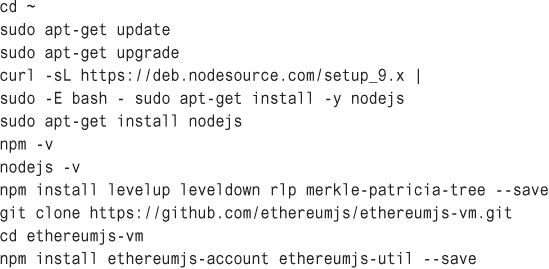 cd ~
sudo apt-get update
sudo apt-get upgrade
curl -sL https://deb.nodesource.com/setup_9.x |
sudo -E bash - sudo apt-get install -y nodejs
sudo apt-get install nodejs
npm -v
nodejs -v
npm install levelup leveldown rlp merkle-patricia-tree --save
git clone https://github.com/ethereumjs/ethereumjs-vm.git
cd ethereumjs-vm
npm install ethereumjs-account ethereumjs-util --save